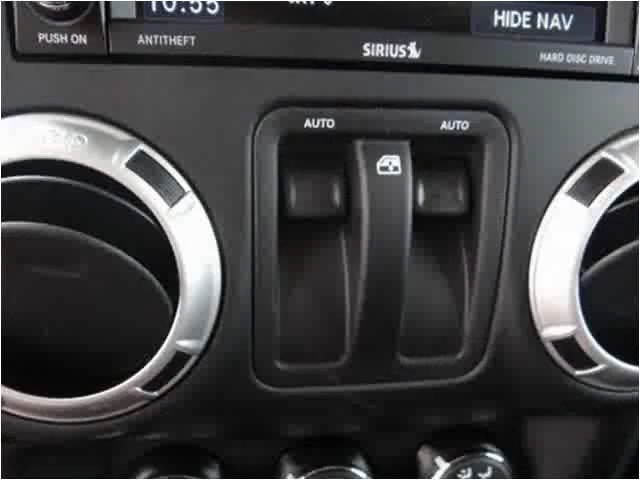 10:55
HIDE NAV
PUSH ON
ANTITHEFT
SIRIUS
HARD DISC DRIVE
AUTO
AUTO